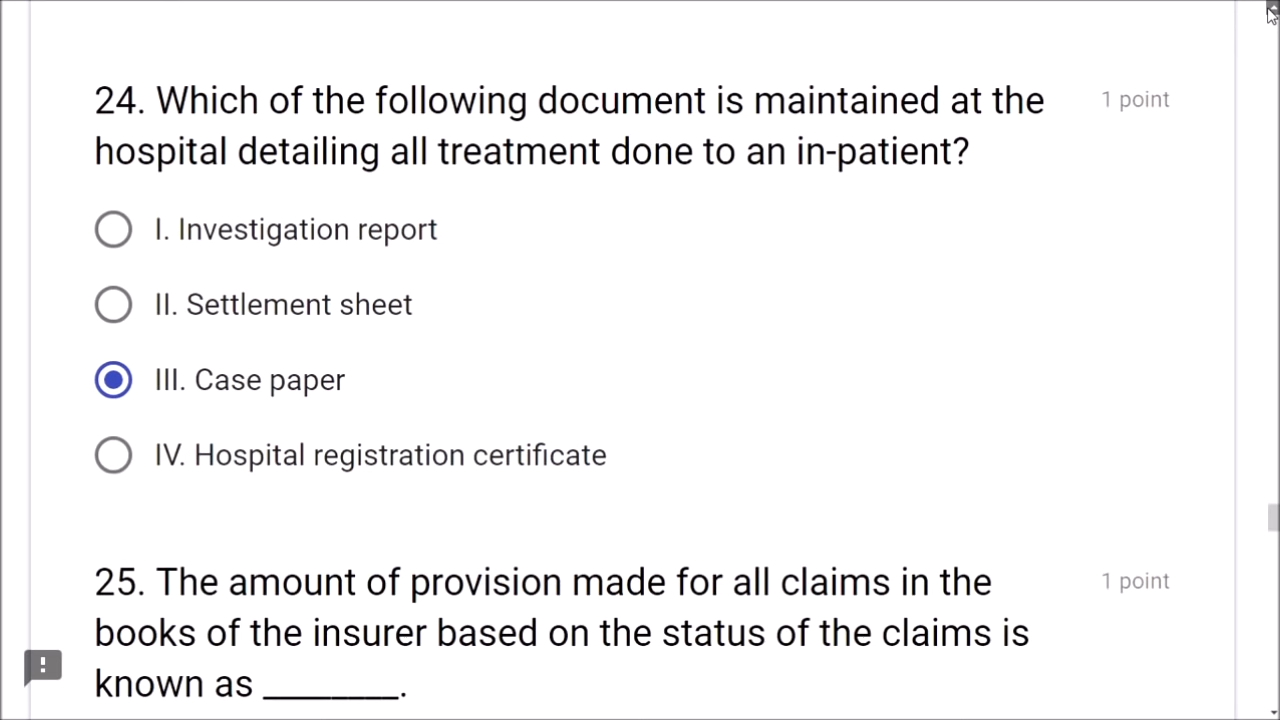 24. Which of the following document is maintained at the
1 point
hospital detailing all treatment done to an in-patient?
I. Investigation report
II. Settlement sheet
III. Case paper
IV. Hospital registration certificate
25. The amount of provision made for all claims in the
1 point
books of the insurer based on the status of the claims is
known as ________.